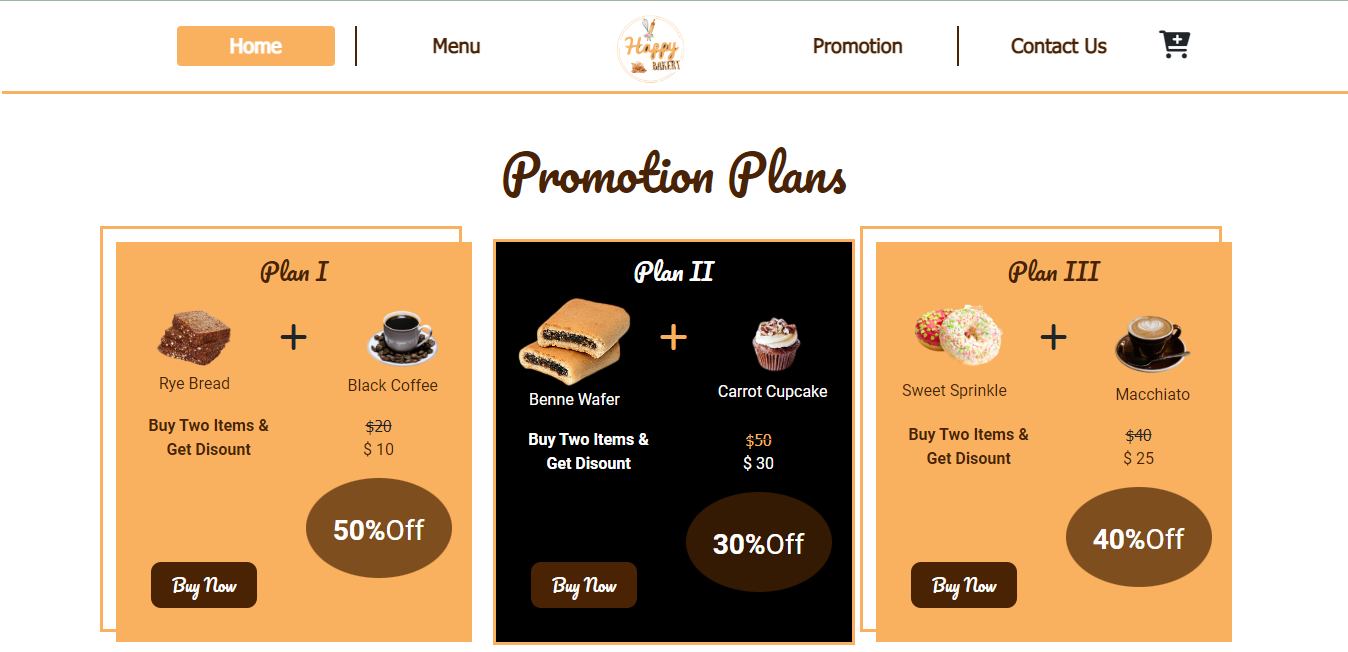 Home
Menu
Happy
BAKERY
Promotion
Contact Us
Promotion Plans
Plan I
Rye Bread
Black Coffee
Buy Two Items &
Get Disount
$20
$ 10
50%Off
Buy Now
Plan II
Benne Wafer
Carrot Cupcake
Buy Two Items &
Get Disount
$50
$ 30
30%Off
Buy Now
Plan III
Sweet Sprinkle
Macchiato
Buy Two Items &
Get Disount
$40
$ 25
40%Off
Buy Now